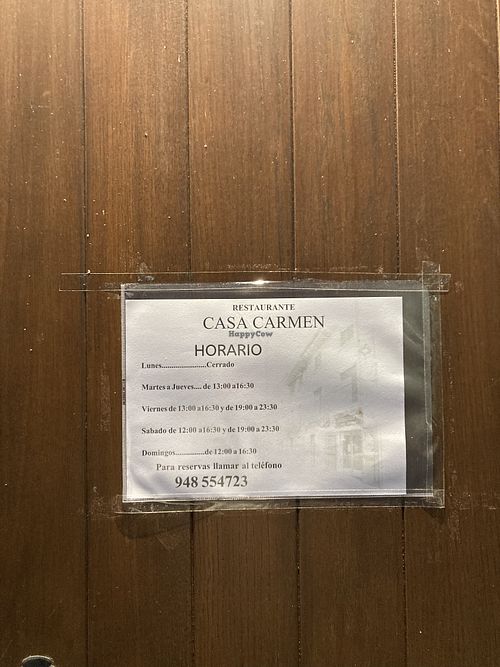 RESTAURANTE
CASA CARMEN
HappyCow
HORARIO
Lunes.......................Cerrado
Martes a Jueves.... de 13:00 a16:30
Viernes de 13:00 a16:30 y de 19:00 a 23:30
Sabado de 12:00 a16:30 y de 19:00 a 23:30
Domingos...............de 12:00 a 16:30
Para reservas llamar al teléfono
948 554723